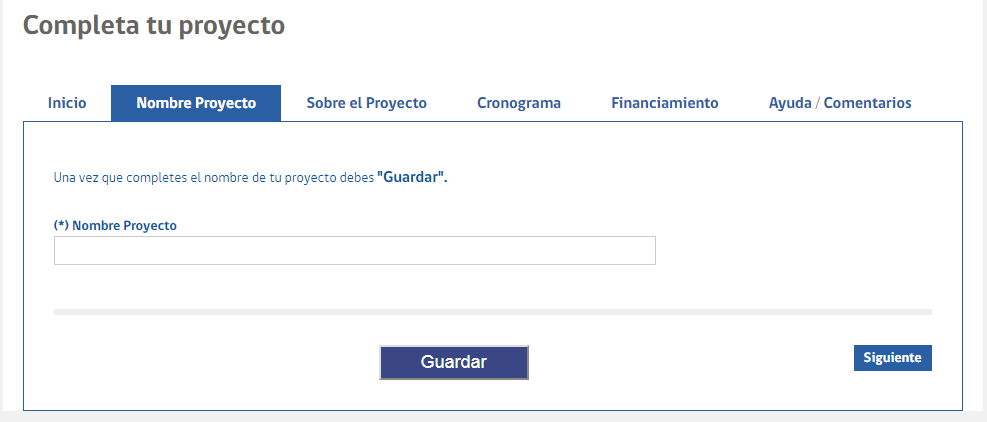 Completa tu proyecto
Inicio Nombre Proyecto Sobre el Proyecto Cronograma Financiamiento Ayuda / Comentarios
Una vez que completes el nombre de tu proyecto debes "Guardar".
(*) Nombre Proyecto
Guardar Siguiente